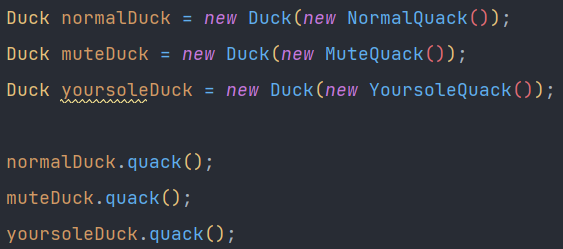 Duck normalDuck = new Duck(new NormalQuack());
Duck muteDuck = new Duck(new MuteQuack());
Duck yoursoleDuck = new Duck(new YoursoleQuack());
normalDuck.quack();
muteDuck.quack();
yoursoleDuck.quack();